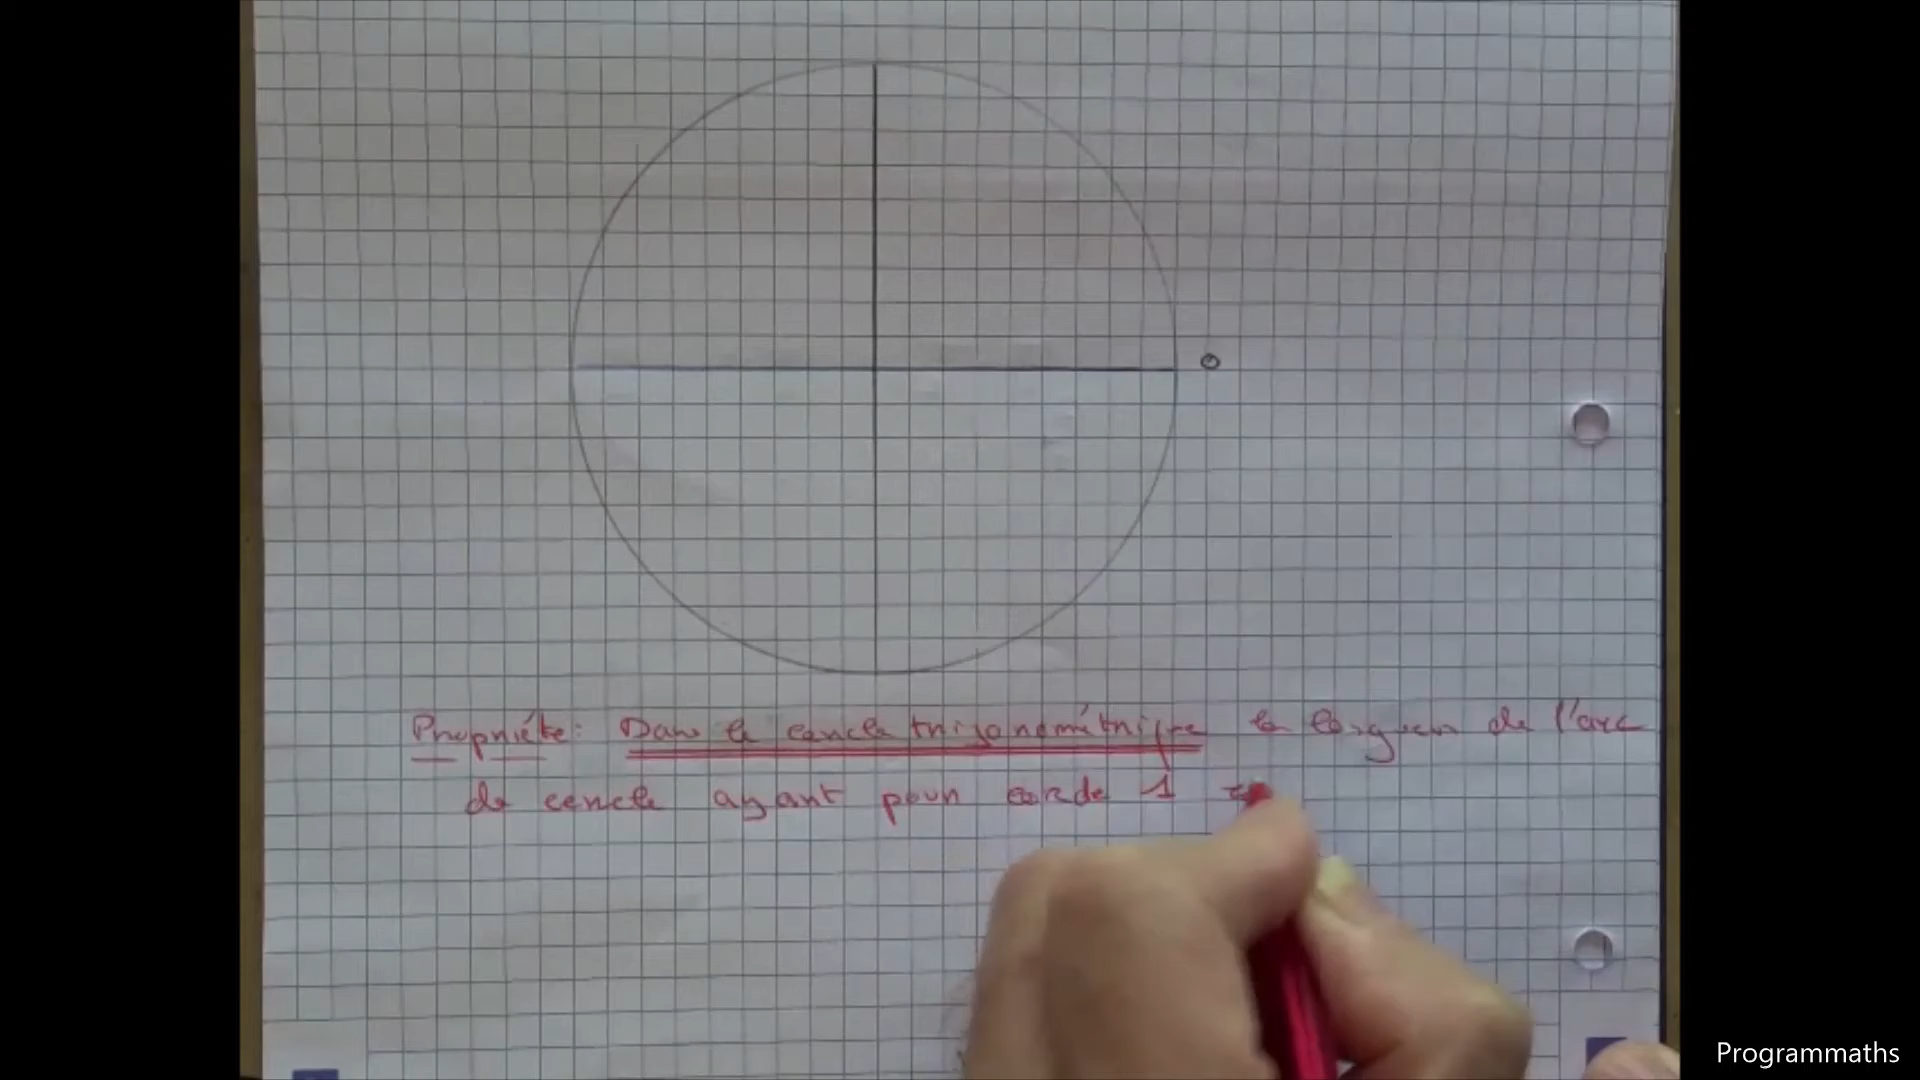 O
Propriété: Dans le cercle trigonométrique la longueur de l'arc
de cercle ayant pour corde 1
Programmaths